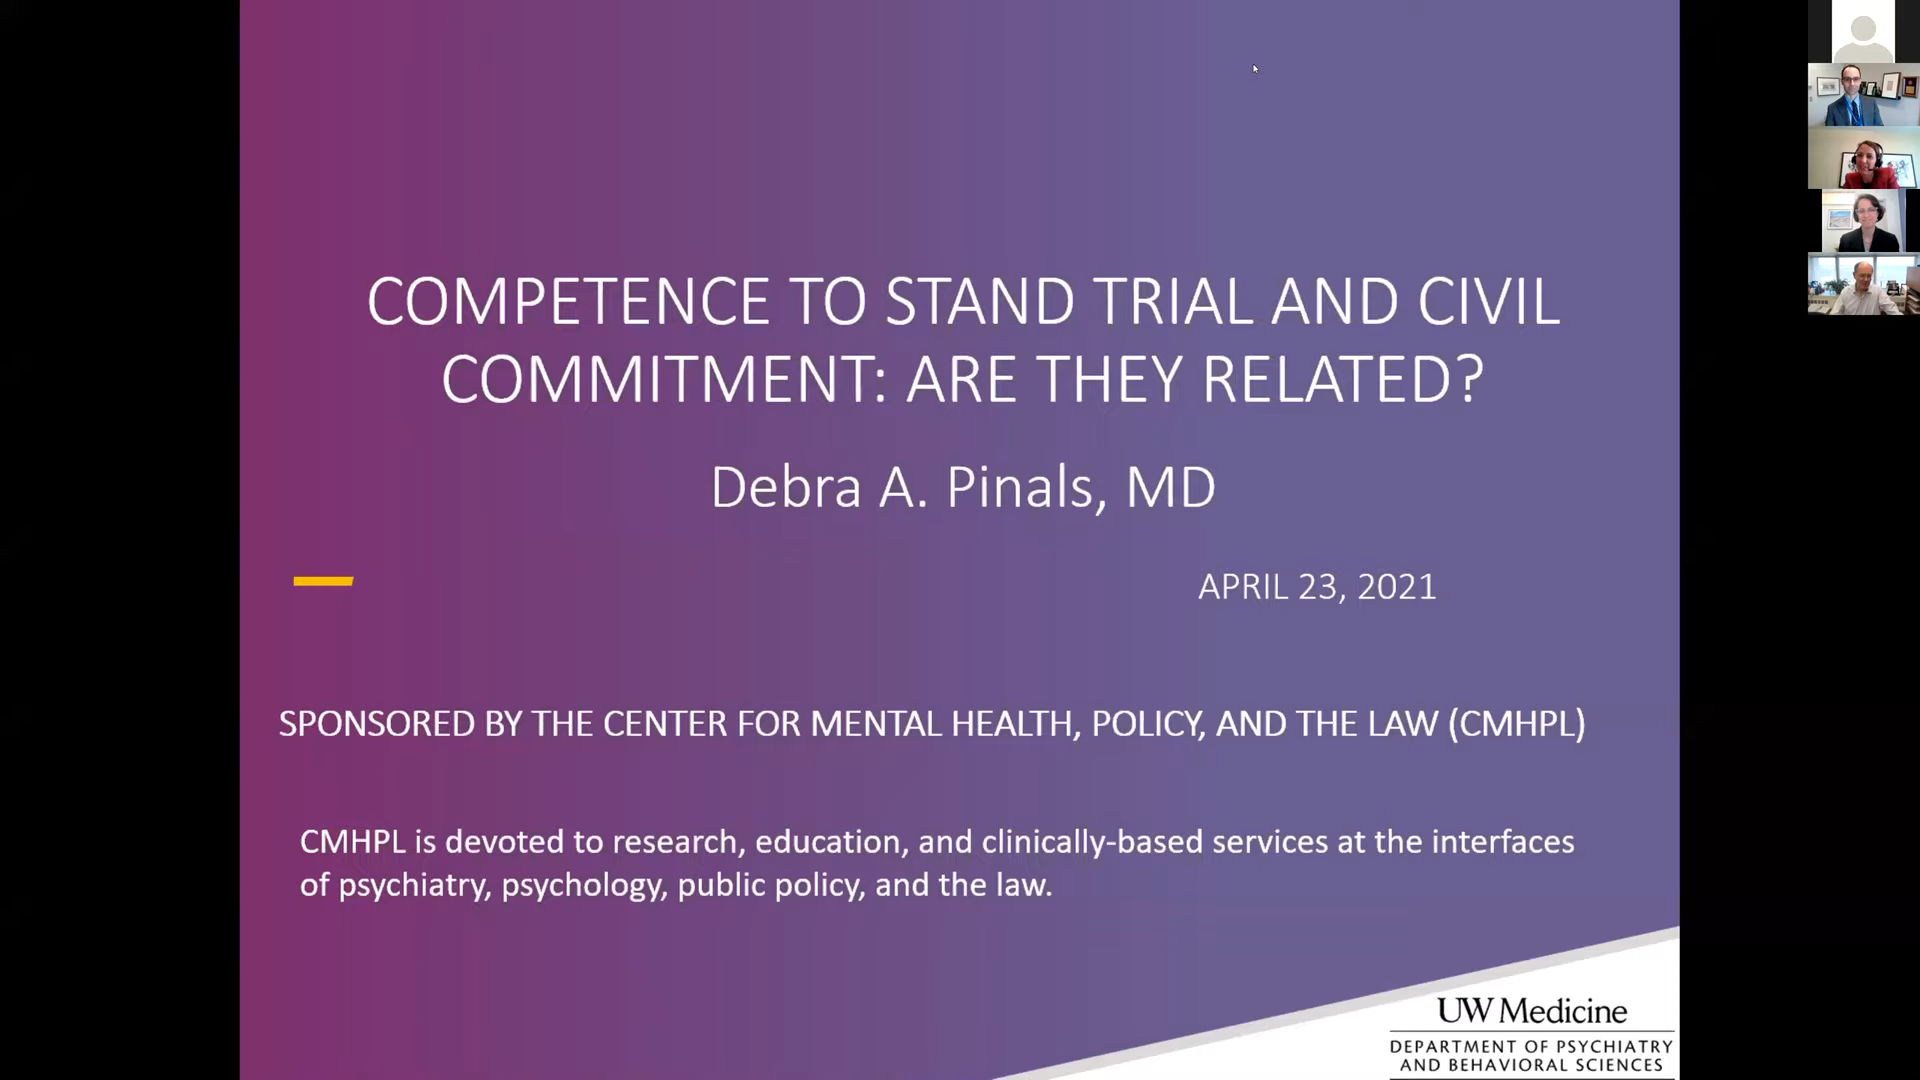 COMPETENCE TO STAND TRIAL AND CIVIL
COMMITMENT: ARE THEY RELATED?
Debra A. Pinals, MD
APRIL 23, 2021
SPONSORED BY THE CENTER FOR MENTAL HEALTH, POLICY, AND THE LAW (CMHPL)
CMHPL is devoted to research, education, and clinically-based services at the interfaces
of psychiatry, psychology, public policy, and the law.
UW Medicine
DEPARTMENT OF PSYCHIATRY
AND BEHAVIORAL SCIENCES